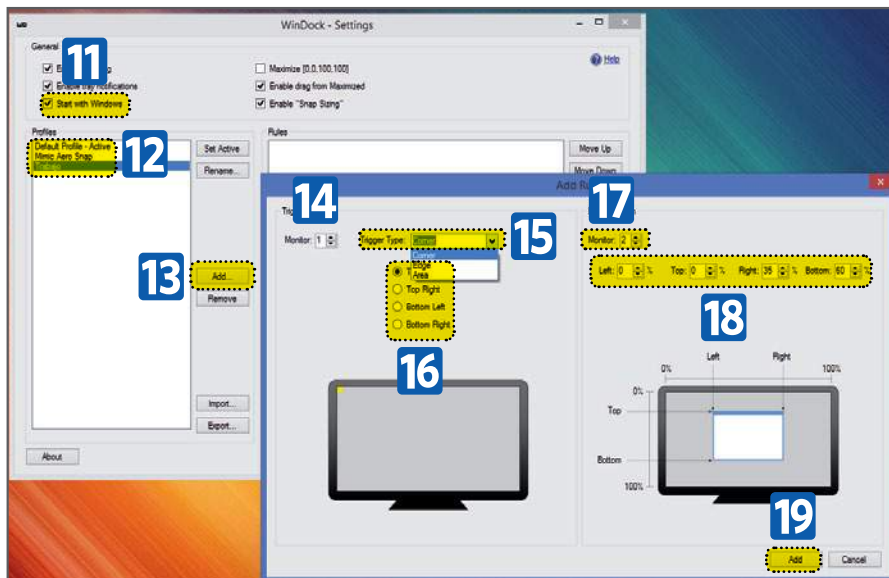 WinDock - Settings
General
11
Help
Maximize [0,0,100,100]
Enable tray notifications
Enable drag from Maximized
Start with Windows
Enable "Snap Sizing"
Profiles
Rules
12
Default Profile - Active
Mimic Aero Snap
Set Active
Rename...
Move Up
Move Down
13
Add...
Remove
Import...
Export...
About
Add
14
Monitor: 1
Trigger Type: Corner
15
Corner
Edge
Area
Top Right
Bottom Left
Bottom Right
16
17
Monitor: 2
Left: 0 % Top: 0 % Right: 35 % Bottom: 60 %
18
Left Right
0% 100%
0%
Top
Bottom
100%
19
Add Cancel